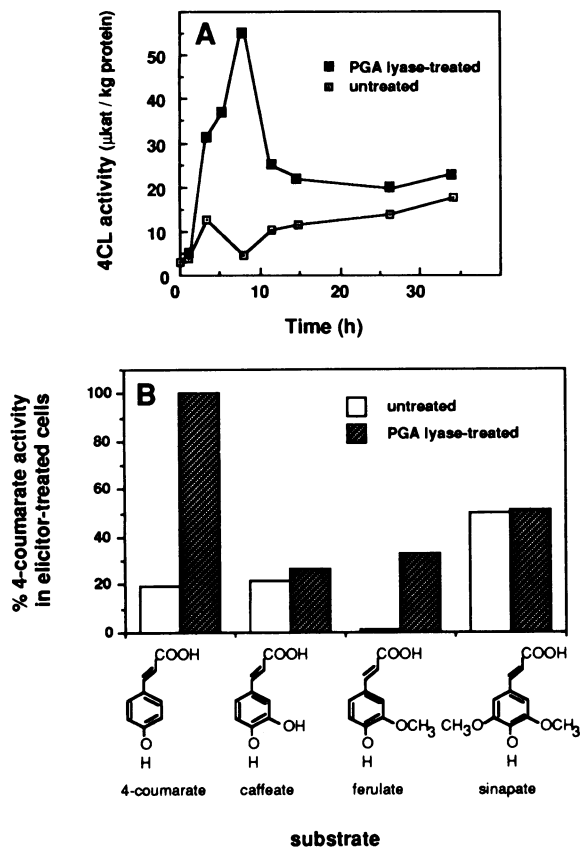 A
4CL activity (µkat / kg protein)
50
40
30
20
10
0
PGA lyase-treated
untreated
0 10 20 30
Time (h)
B
% 4-coumarate activity
in elicitor-treated cells
100
80
60
40
20
0
untreated
PGA lyase-treated
COOH COOH COOH COOH
OH OCH3 CH3O OCH3
O O O O
H H H H
4-coumarate caffeate ferulate sinapate
substrate